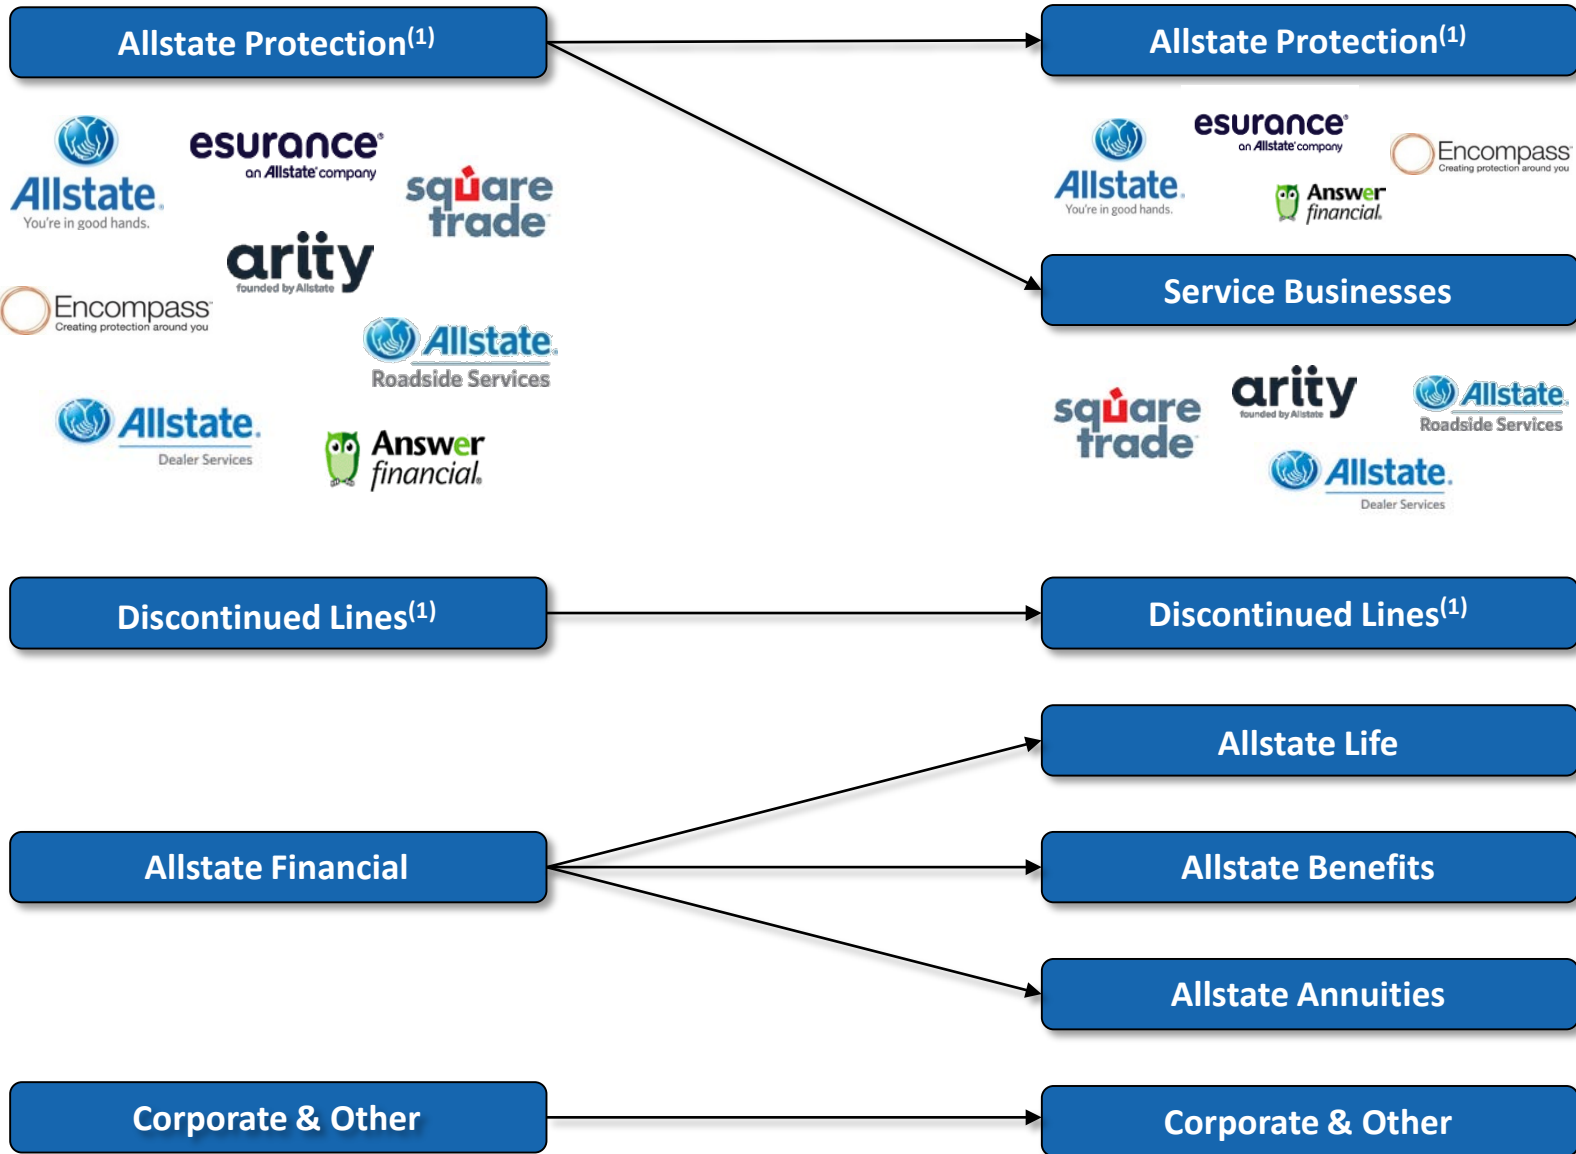 Allstate Protection(1)
Allstate.
You're in good hands.
esurance®
an Allstate® company
square
trade
arity
founded by Allstate
Encompass
Creating protection around you
Allstate.
Roadside Services
Allstate.
Dealer Services
Answer
financial.
Allstate Protection(1)
Allstate.
You're in good hands.
esurance®
an Allstate® company
Encompass
Creating protection around you
Answer
financial.
Service Businesses
square
trade
arity
founded by Allstate
Allstate.
Roadside Services
Allstate.
Dealer Services
Discontinued Lines(1)
Discontinued Lines(1)
Allstate Life
Allstate Financial
Allstate Benefits
Allstate Annuities
Corporate & Other
Corporate & Other